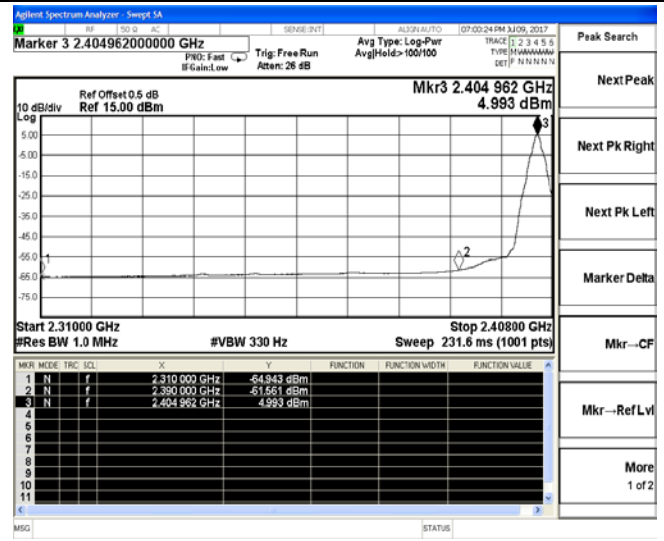 Agilent Spectrum Analyzer - Swept SA
RF 50 Ω AC SENSE:INT ALIGN AUTO 07:00:24 PM Jul 09, 2017
Marker 3 2.404962000000 GHz
PNO: Fast Trig: Free Run Avg Type: Log-Pwr TRACE 1 2 3 4 5 6
IFGain:Low Atten: 26 dB Avg|Hold:>100/100 TYPE
DET P N N N N N
Peak Search
Mkr3 2.404 962 GHz
4.993 dBm
Ref Offset 0.5 dB
10 dB/div Ref 15.00 dBm
Log
5.00
-5.00
-15.0
-25.0
-35.0
-45.0
-55.0
-65.0
-75.0
1
2
3
Start 2.31000 GHz Stop 2.40800 GHz
#Res BW 1.0 MHz #VBW 330 Hz Sweep 231.6 ms (1001 pts)
MKR MODE TRC SCL X Y FUNCTION FUNCTION WIDTH FUNCTION VALUE
1 N f 2.310 000 GHz -64.943 dBm
2 N f 2.390 000 GHz -61.561 dBm
3 N f 2.404 962 GHz 4.993 dBm
4
5
6
7
8
9
10
11
MSG STATUS
Next Peak
Next Pk Right
Next Pk Left
Marker Delta
Mkr→CF
Mkr→Ref Lvl
More
1 of 2